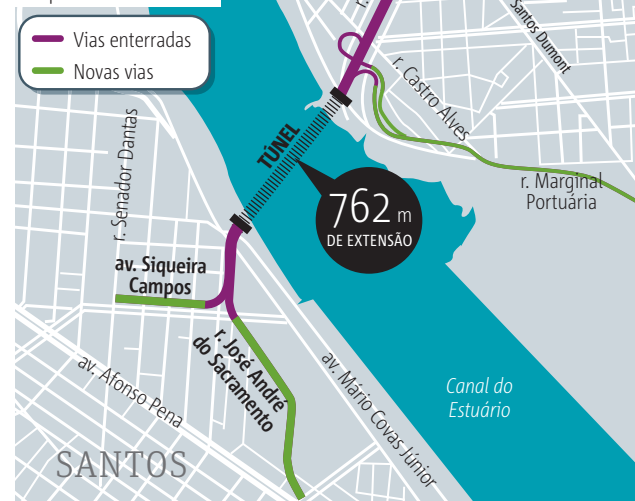 Vias enterradas
Novas vias
Santos Dumont
r. Castro Alves
r. Senador Dantas
TÚNEL
r. Marginal
Portuária
762 m
DE EXTENSÃO
av. Siqueira
Campos
r. José André
do Sacramento
av. Afonso Pena
av. Mário Covas Júnior
Canal do
Estuário
SANTOS